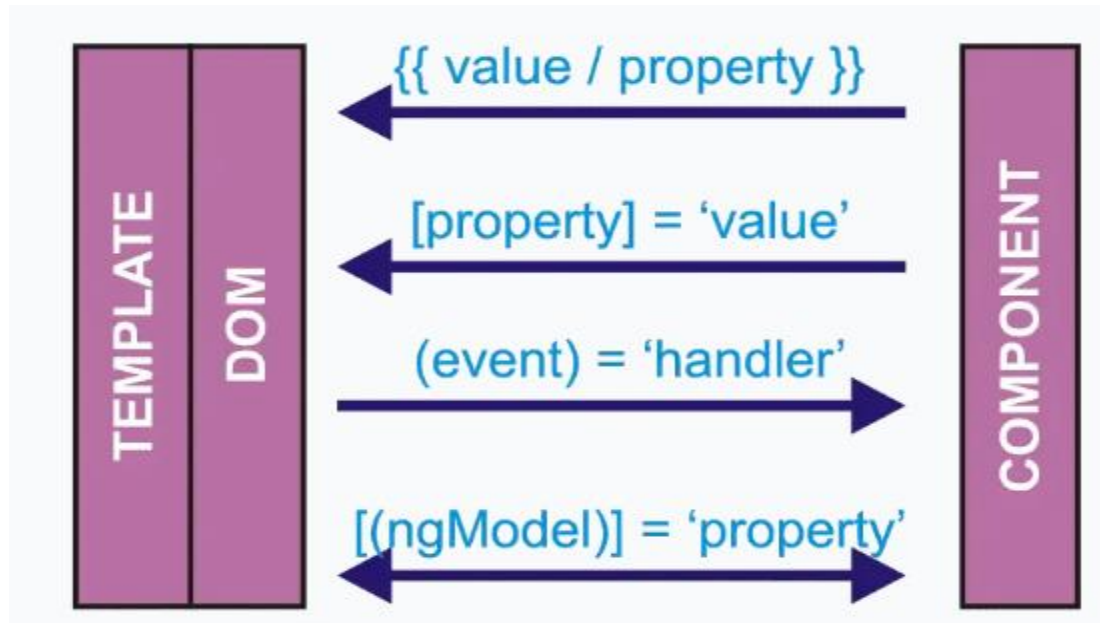 TEMPLATE
DOM
{{ value / property }}
[property] = ‘value’
(event) = ‘handler’
[(ngModel)] = ‘property’
COMPONENT